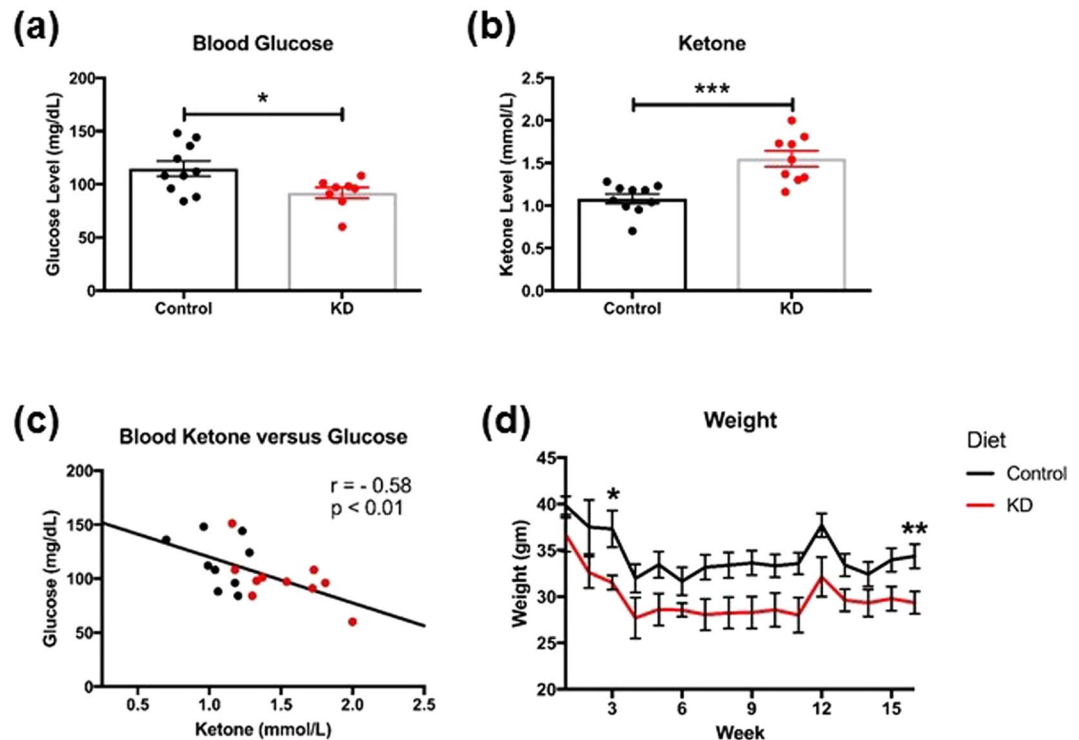 (a)
Blood Glucose
Glucose Level (mg/dL)
200
150
100
50
0
*
Control
KD
(b)
Ketone
Ketone Level (mmol/L)
2.5
2.0
1.5
1.0
0.5
0.0
***
Control
KD
(c)
Blood Ketone versus Glucose
Glucose (mg/dL)
200
150
100
50
0
r = - 0.58
p < 0.01
0.5
1.0
1.5
2.0
2.5
Ketone (mmol/L)
(d)
Weight
Weight (gm)
45
40
35
30
25
20
*
**
3
6
9
12
15
Week
Diet
Control
KD